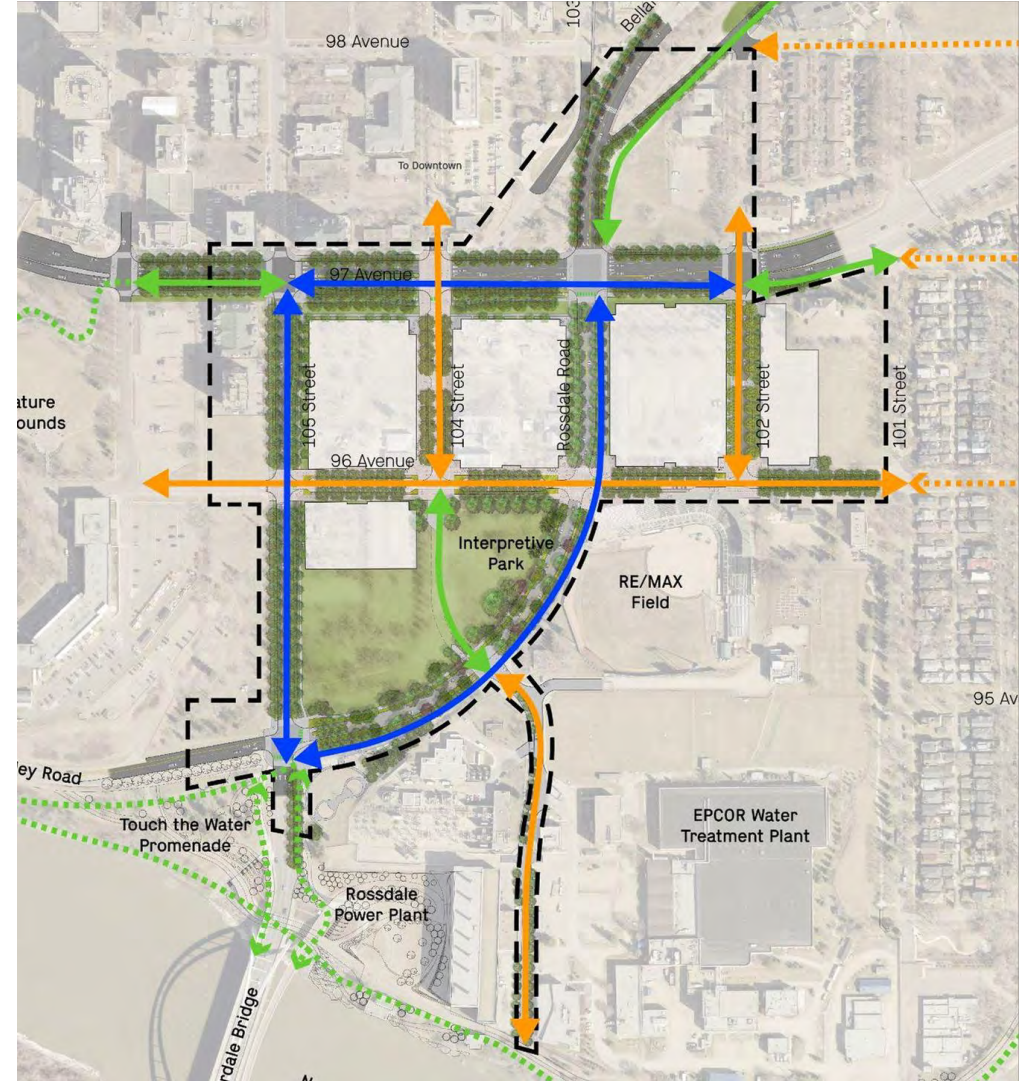 98 Avenue
103
To Downtown
97 Avenue
105 Street
104 Street
Rossdale Road
102 Street
101 Street
ature
ounds
96 Avenue
Interpretive
Park
RE/MAX
Field
95 Av
ley Road
Touch the Water
Promenade
EPCOR Water
Treatment Plant
Rossdale
Power Plant
rdale Bridge